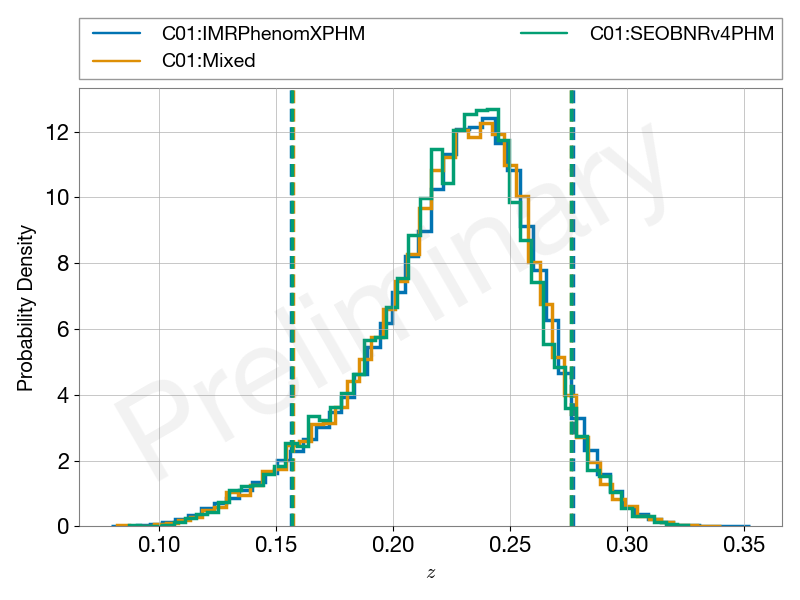 C01:IMRPhenomXPHM
C01:Mixed
C01:SEOBNRv4PHM
Probability Density
12
10
8
6
4
2
0
Preliminary
0.10 0.15 0.20 0.25 0.30 0.35
z